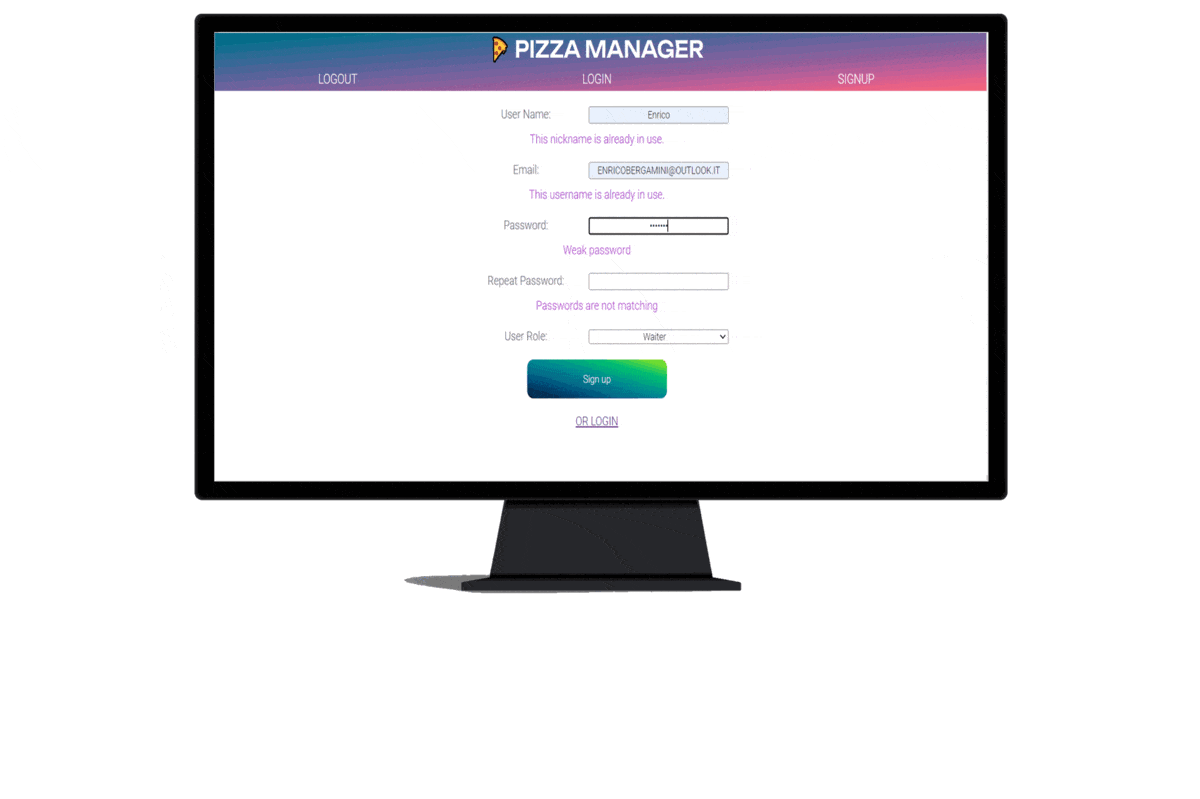 PIZZA MANAGER
LOGOUT LOGIN SIGNUP
User Name: Enrico
This nickname is already in use.
Email: ENRICOBERGAMINI@OUTLOOK.IT
This username is already in use.
Password: •••••••
Weak password
Repeat Password:
Passwords are not matching
User Role: Waiter
Sign up
OR LOGIN